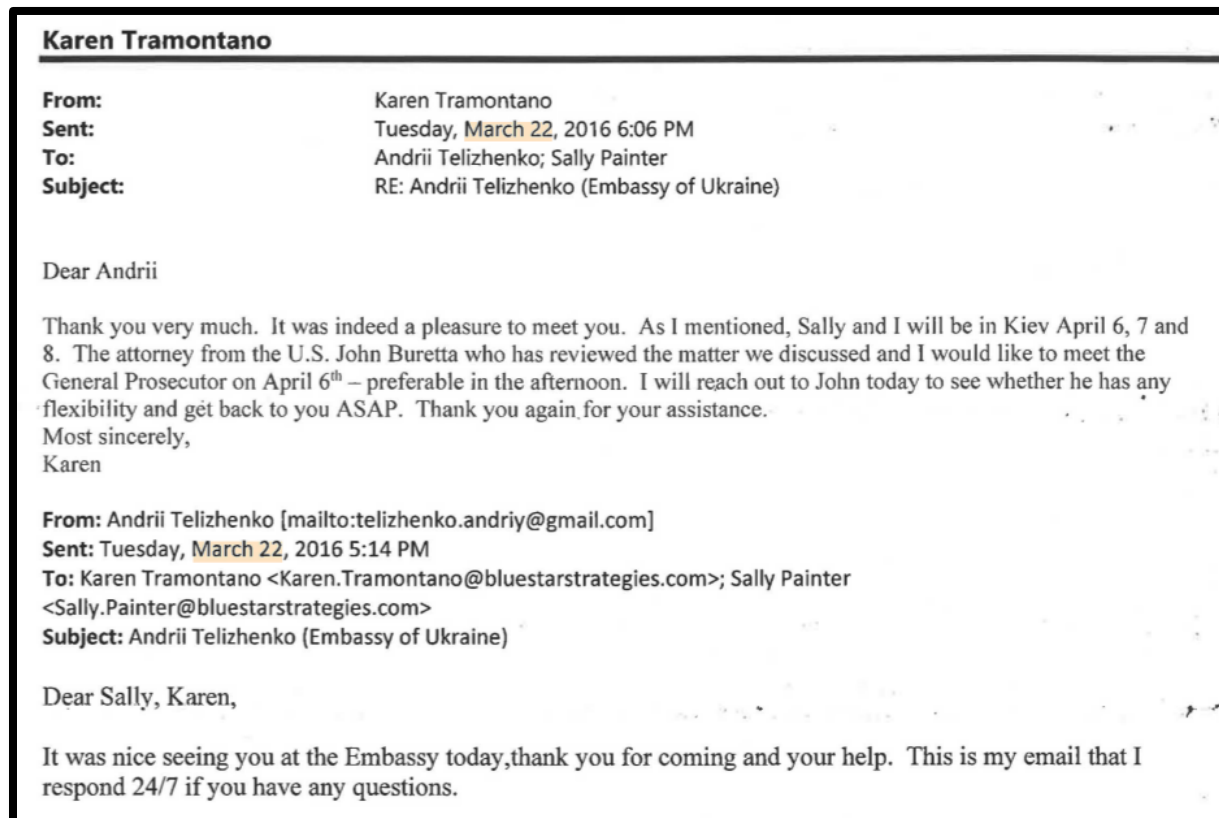 Karen Tramontano
From: Karen Tramontano
Sent: Tuesday, March 22, 2016 6:06 PM
To: Andrii Telizhenko; Sally Painter
Subject: RE: Andrii Telizhenko (Embassy of Ukraine)
Dear Andrii
Thank you very much. It was indeed a pleasure to meet you. As I mentioned, Sally and I will be in Kiev April 6, 7 and
8. The attorney from the U.S. John Buretta who has reviewed the matter we discussed and I would like to meet the
General Prosecutor on April 6th – preferable in the afternoon. I will reach out to John today to see whether he has any
flexibility and get back to you ASAP. Thank you again for your assistance.
Most sincerely,
Karen
From: Andrii Telizhenko [mailto:telizhenko.andriy@gmail.com]
Sent: Tuesday, March 22, 2016 5:14 PM
To: Karen Tramontano <Karen.Tramontano@bluestarstrategies.com>; Sally Painter
<Sally.Painter@bluestarstrategies.com>
Subject: Andrii Telizhenko (Embassy of Ukraine)
Dear Sally, Karen,
It was nice seeing you at the Embassy today,thank you for coming and your help. This is my email that I
respond 24/7 if you have any questions.